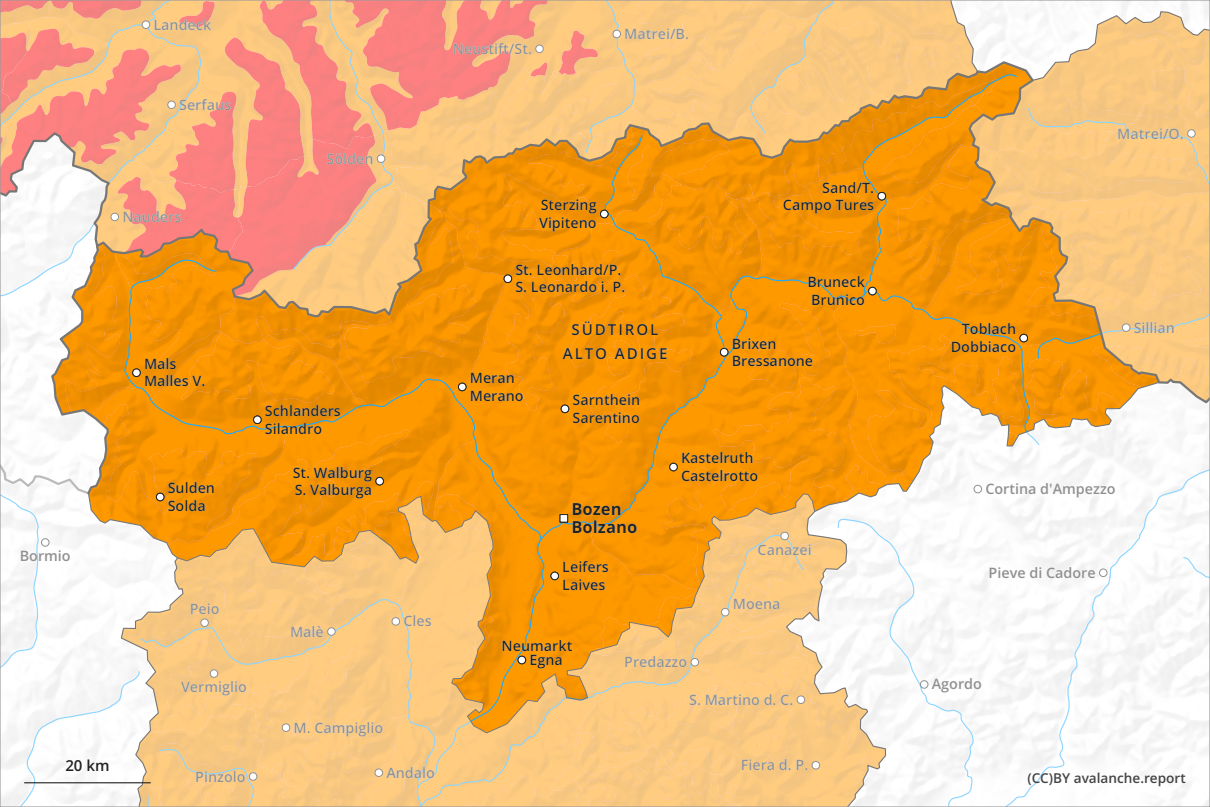 Landeck
Matrei/B.
Neustift/St.
Serfaus
Matrei/O.
Sölden
Nauders
Sand/T.
Campo Tures
Sterzing
Vipiteno
St. Leonhard/P.
S. Leonardo i. P.
Bruneck
Brunico
SÜDTIROL
ALTO ADIGE
Toblach
Dobbiaco
Sillian
Brixen
Bressanone
Mals
Malles V.
Meran
Merano
Schlanders
Silandro
Sarnthein
Sarentino
Kastelruth
Castelrotto
St. Walburg
S. Valburga
Sulden
Solda
Cortina d'Ampezzo
Bozen
Bolzano
Bormio
Canazei
Leifers
Laives
Pieve di Cadore
Peio
Moena
Malè
Cles
Neumarkt
Egna
Predazzo
Vermiglio
Agordo
S. Martino d. C.
M. Campiglio
20 km
Pinzolo
Andalo
Fiera d. P.
(CC)BY avalanche.report